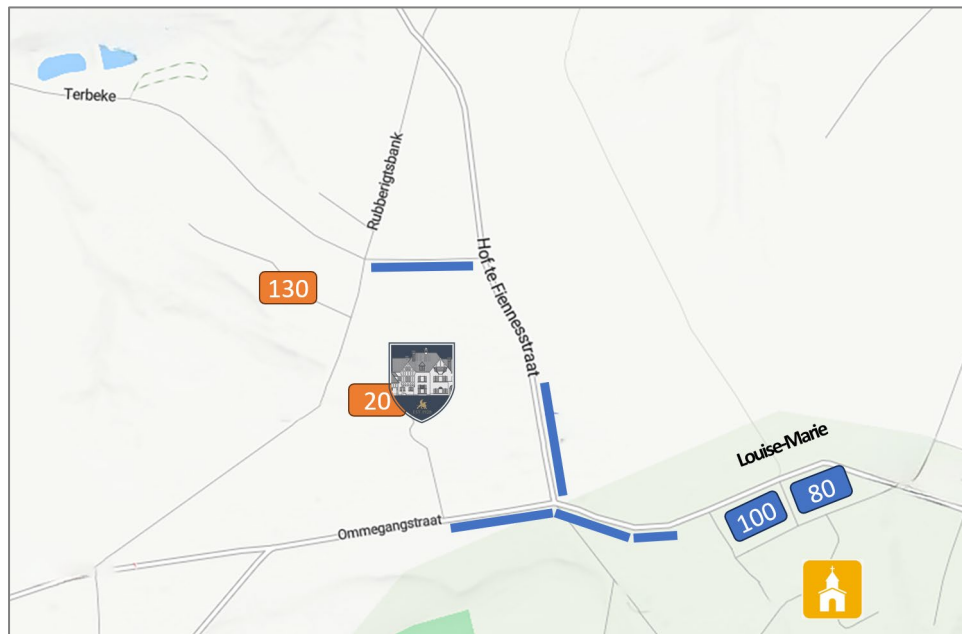 Terbeke
Rubberigtsbank
Hof te Fiennesstraat
130
20
Louise-Marie
80
100
Ommegangstraat